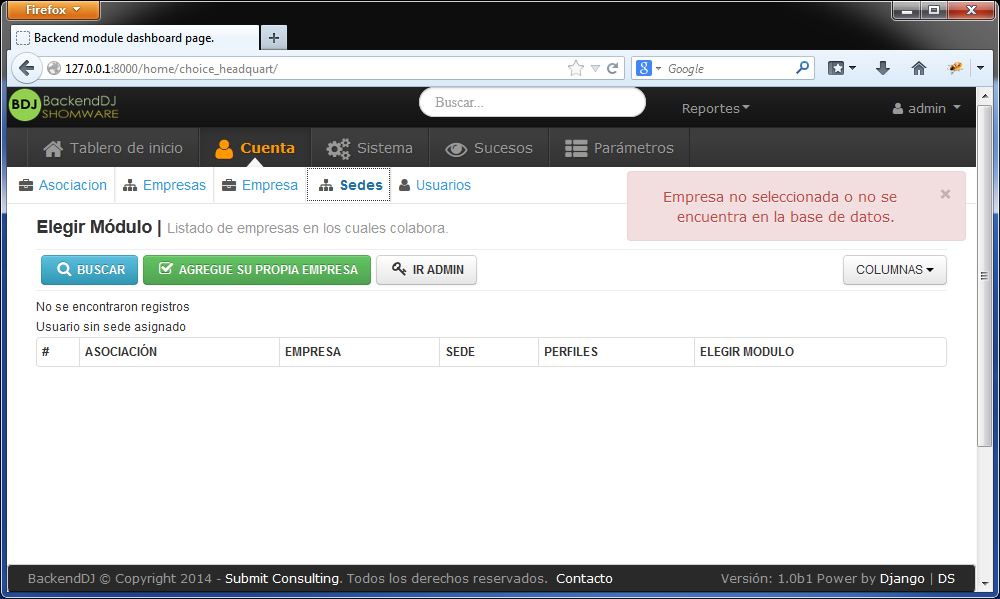 Firefox
Backend module dashboard page.
127.0.0.1:8000/home/choice_headquart/
Google
BDJ BackendDJ
SHOMWARE
Buscar...
Reportes
admin
Tablero de inicio
Cuenta
Sistema
Sucesos
Parámetros
Asociacion
Empresas
Empresa
Sedes
Usuarios
Empresa no seleccionada o no se
encuentra en la base de datos.
×
Elegir Módulo | Listado de empresas en los cuales colabora.
BUSCAR
AGREGUE SU PROPIA EMPRESA
IR ADMIN
COLUMNAS
No se encontraron registros
Usuario sin sede asignado
# ASOCIACIÓN EMPRESA SEDE PERFILES ELEGIR MODULO
BackendDJ © Copyright 2014 - Submit Consulting. Todos los derechos reservados. Contacto
Versión: 1.0b1 Power by Django | DS